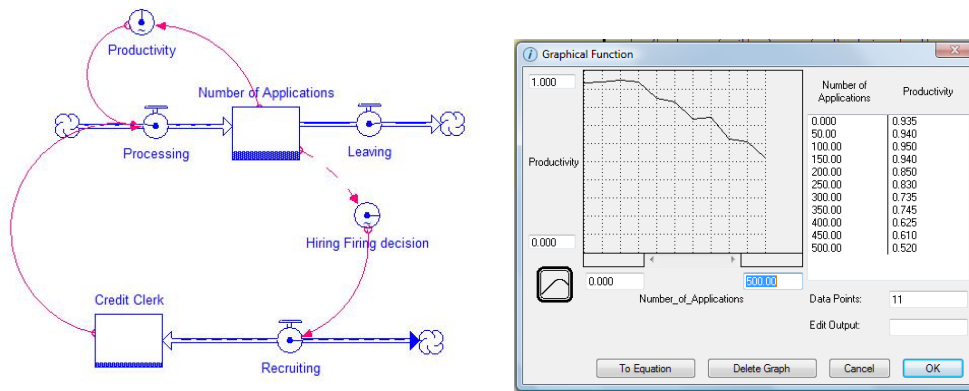 Productivity
Number of Applications
Processing
Leaving
Hiring Firing decision
Credit Clerk
Recruiting
Graphical Function
1.000
Productivity
0.000
0.000
500.00
Number_of_Applications
Number of Applications
Productivity
0.000 0.935
50.00 0.940
100.00 0.950
150.00 0.940
200.00 0.850
250.00 0.830
300.00 0.735
350.00 0.745
400.00 0.625
450.00 0.610
500.00 0.520
Data Points: 11
Edit Output:
To Equation
Delete Graph
Cancel
OK